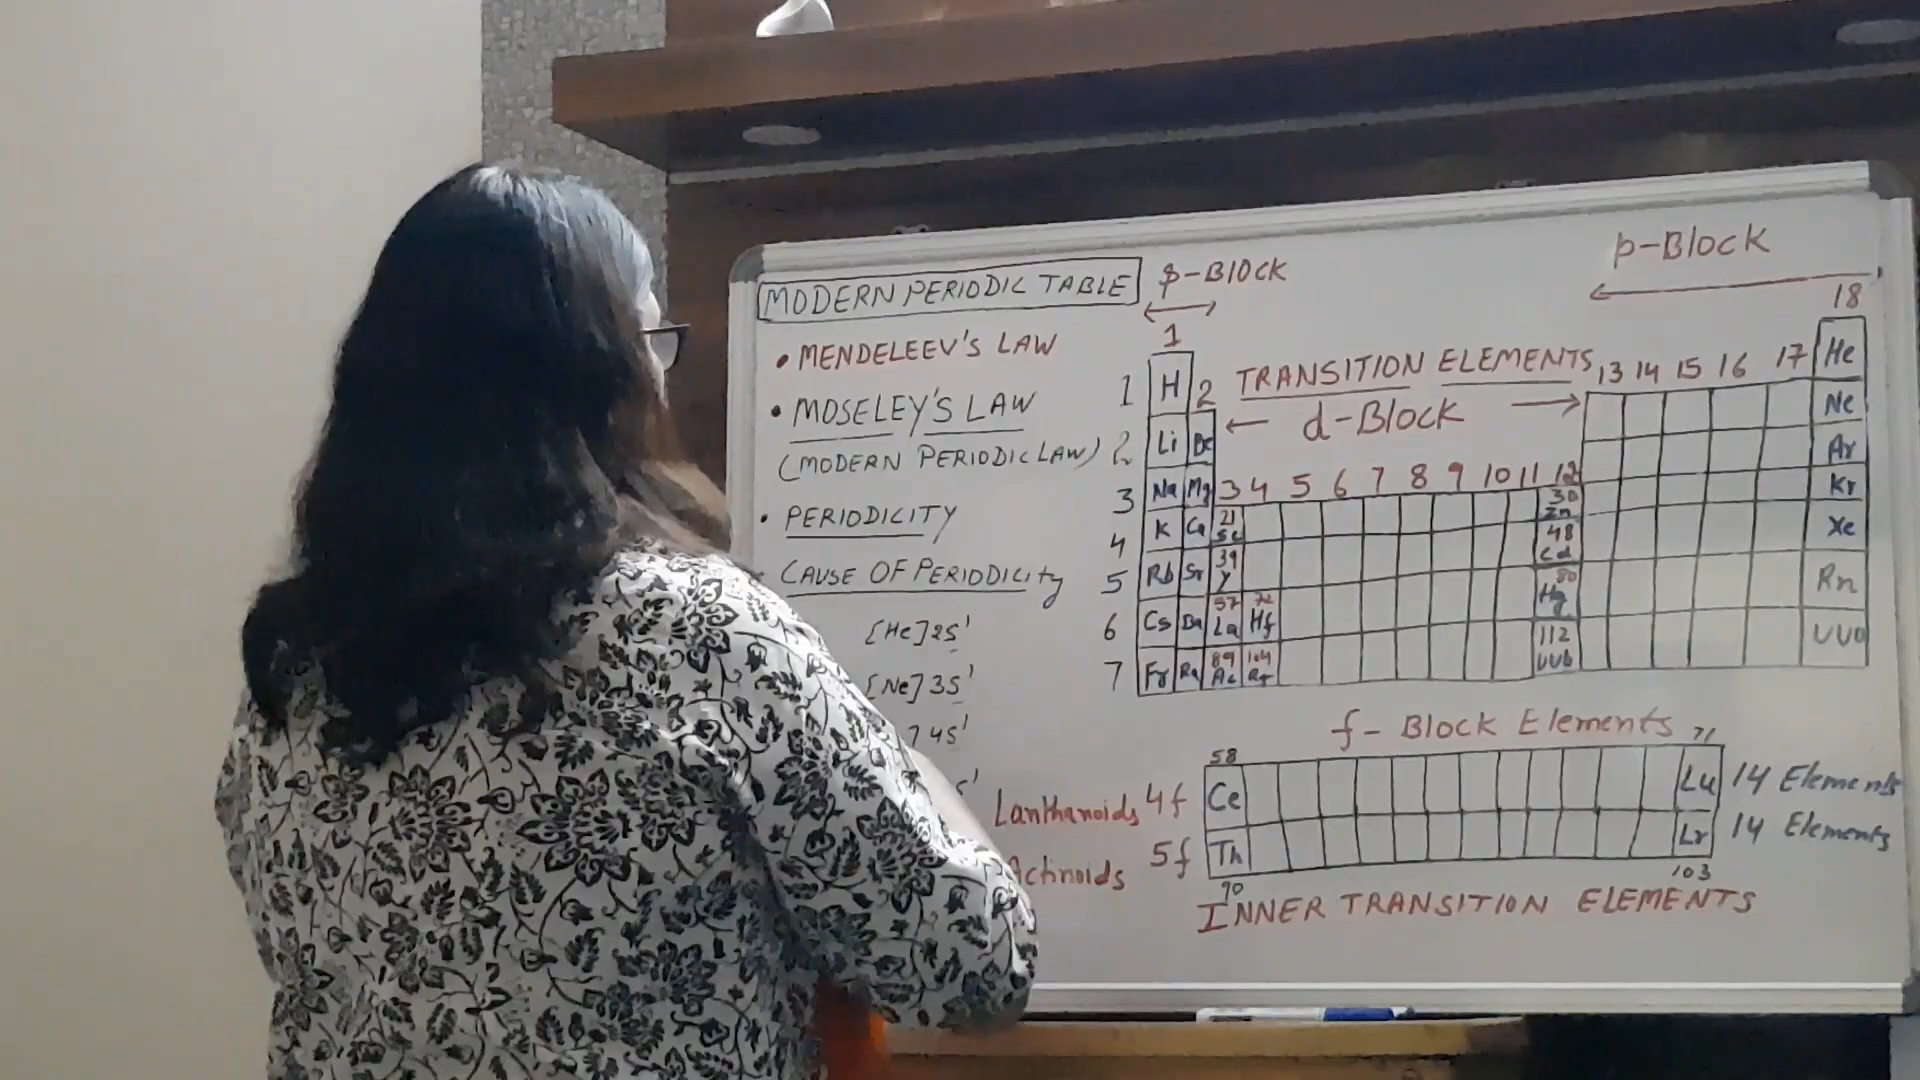 MODERN PERIODIC TABLE
• MENDELEEV'S LAW
• MOSELEY'S LAW
(MODERN PERIODIC LAW)
• PERIODICITY
CAUSE OF PERIODICITY
[He] 2s¹
[Ne] 3s¹
] 4s¹
s¹
s-Block
p-Block
1
18
TRANSITION ELEMENTS
13 14 15 16 17
← d-Block →
1 H 2 He
2 Li Be Ne
3 Na Mg 3 4 5 6 7 8 9 10 11 12 Ar
4 K Ca 21 Sc 30 Zn Kr
5 Rb Sr 39 Y 48 Cd Xe
6 Cs Ba 57 La 72 Hf 80 Hg Rn
7 Fr Ra 89 Ac 104 112 UUb UUO
f-Block Elements
58 71
Lanthanoids 4f Ce Lu 14 Elements
Actinoids 5f Th Lr 14 Elements
90 103
INNER TRANSITION ELEMENTS